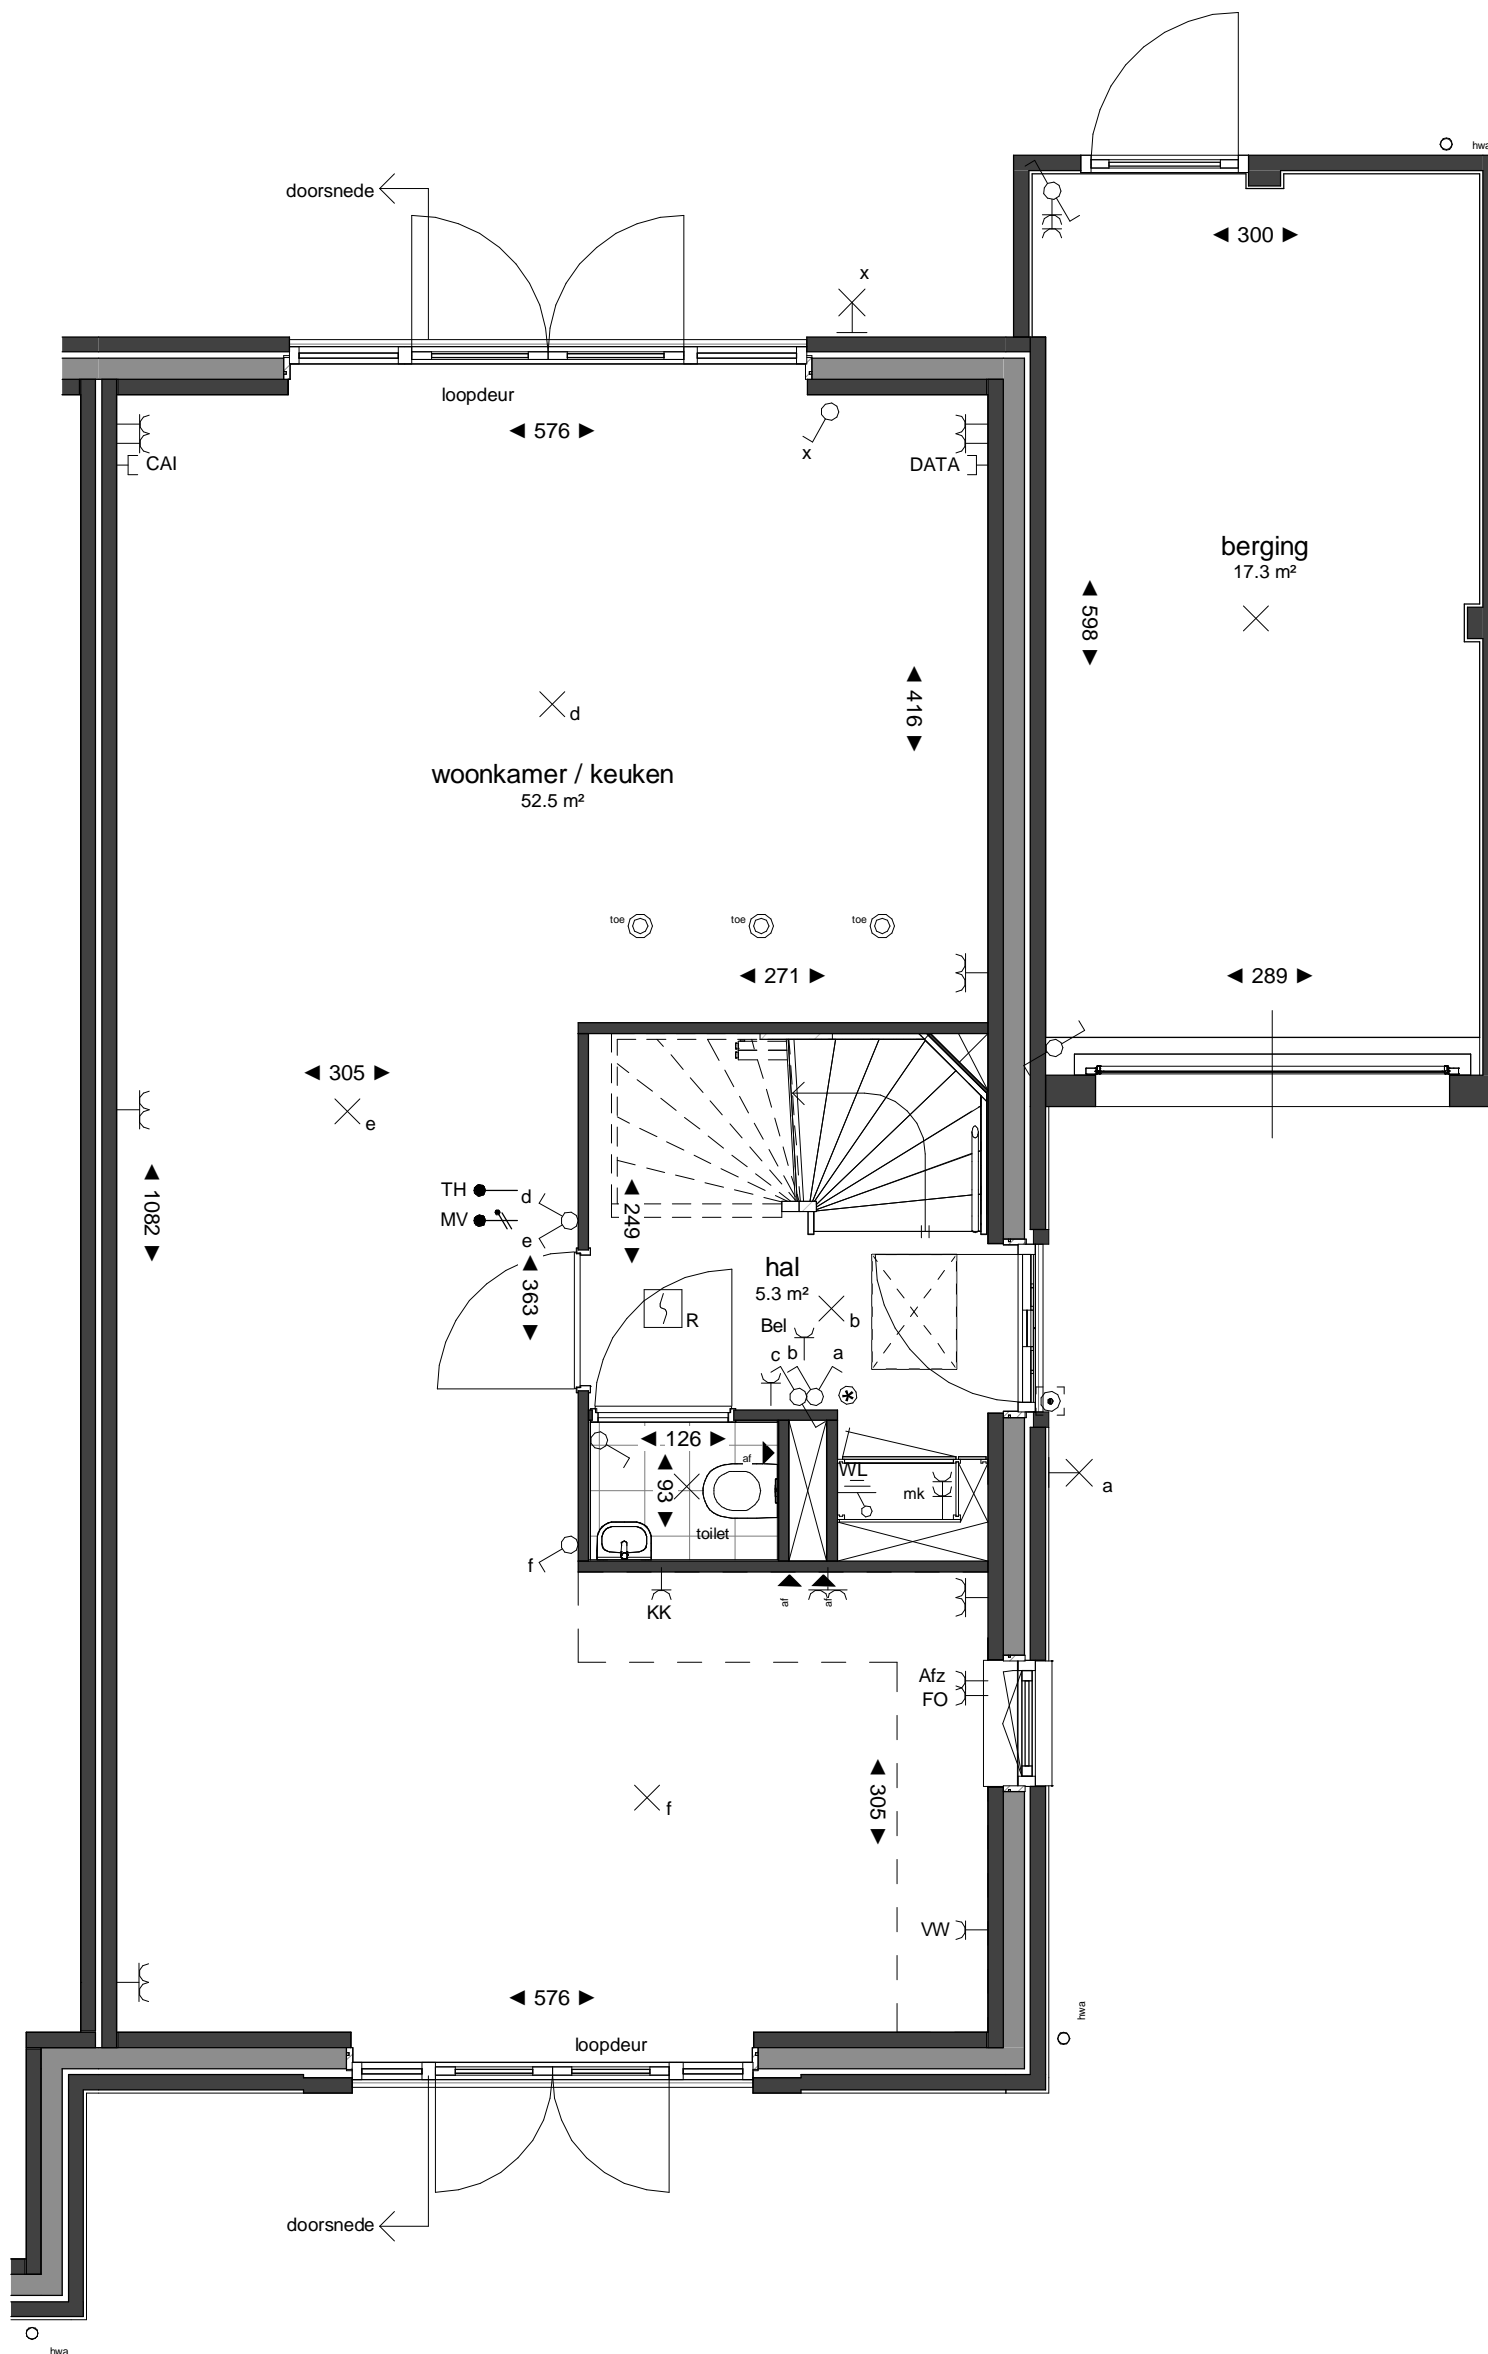 hwa
doorsnede
300
x
loopdeur
576
x
CAI
DATA
berging
17.3 m²
598
416
d
woonkamer / keuken
52.5 m²
toe
toe
toe
271
289
305
e
TH
d
MV
e
1082
249
363
hal
5.3 m²
b
R
Bel
c b a
126
af
93
WL
mk
a
toilet
f
KK
af
af
Afz
FO
305
f
VW
576
hwa
loopdeur
doorsnede
hwa